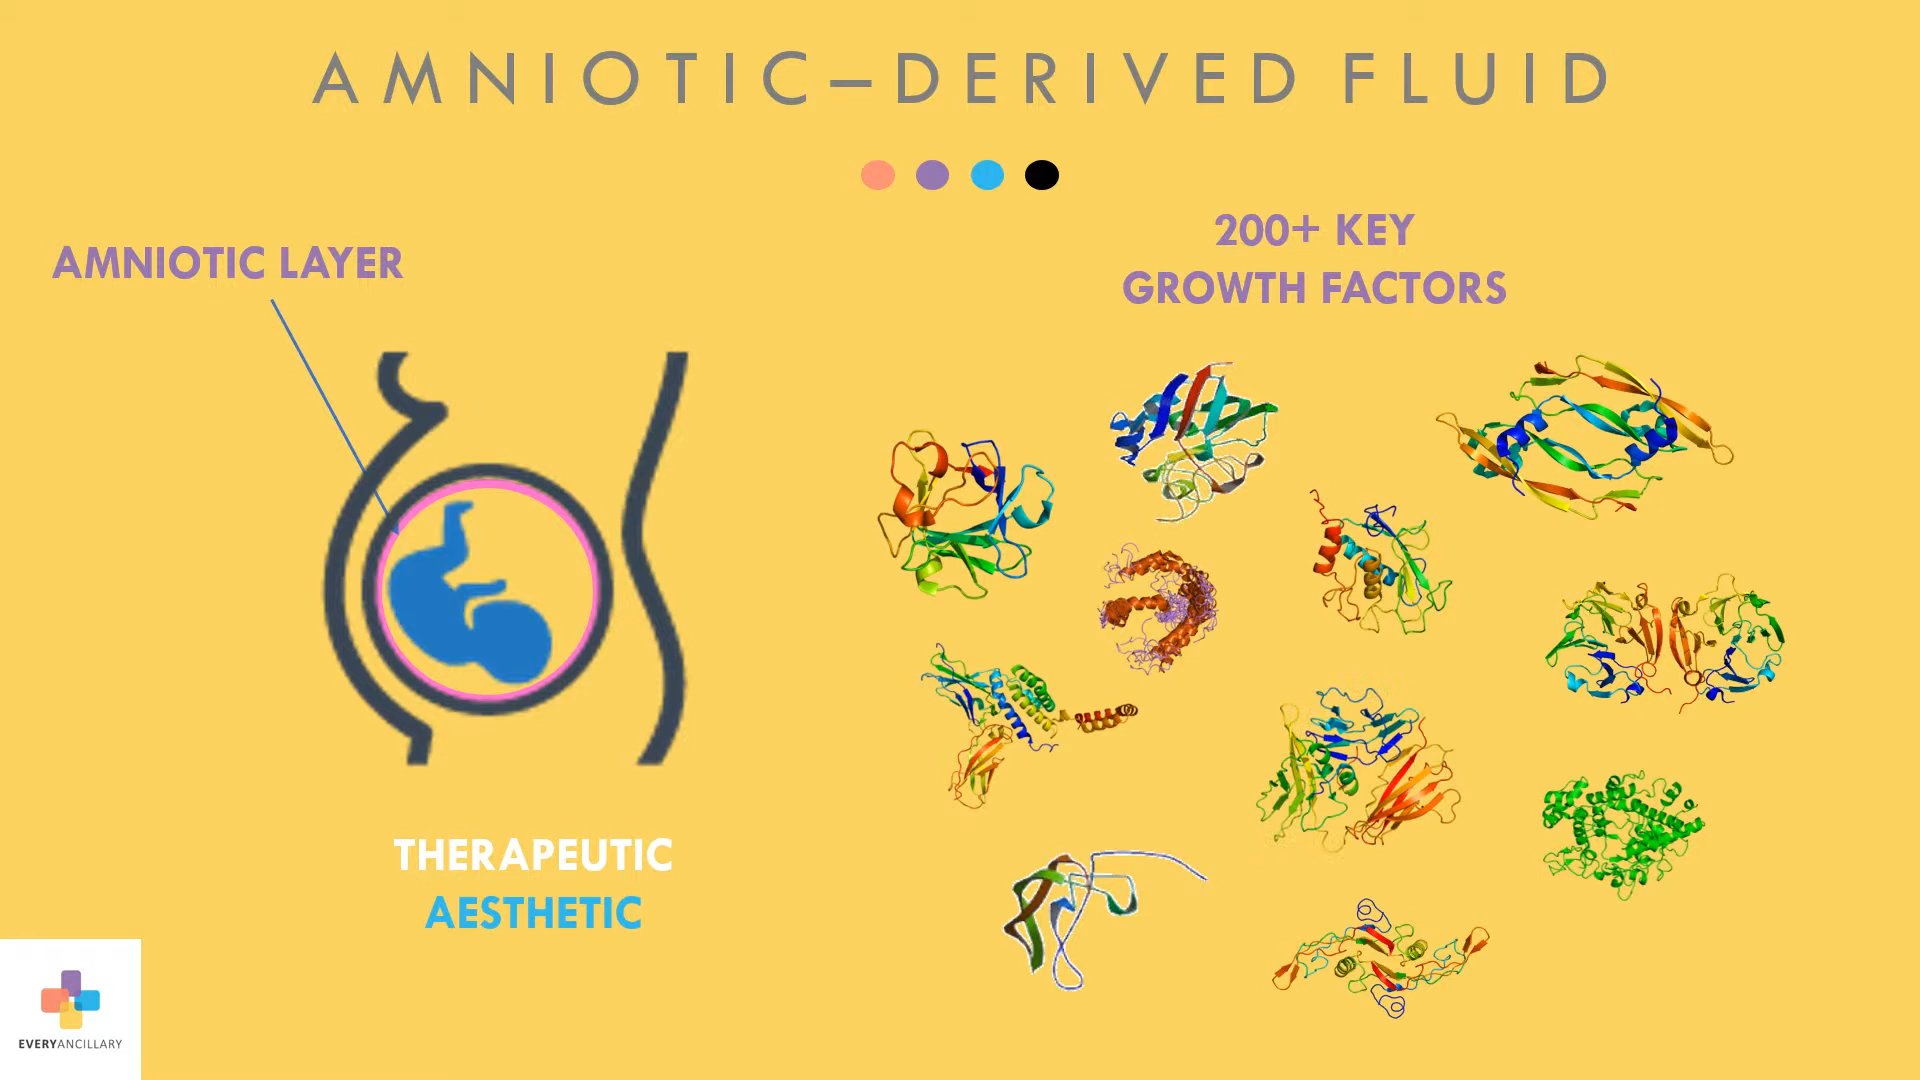 AMNIOTIC–DERIVED FLUID
AMNIOTIC LAYER
200+ KEY
GROWTH FACTORS
THERAPEUTIC
AESTHETIC
EVERYANCILLARY